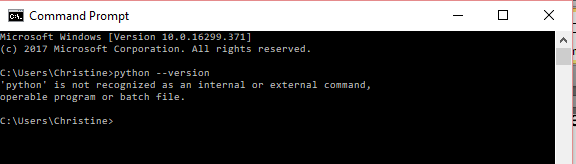 Command Prompt
Microsoft Windows [Version 10.0.16299.371]
(c) 2017 Microsoft Corporation. All rights reserved.
C:\Users\Christine>python --version
'python' is not recognized as an internal or external command,
operable program or batch file.
C:\Users\Christine>